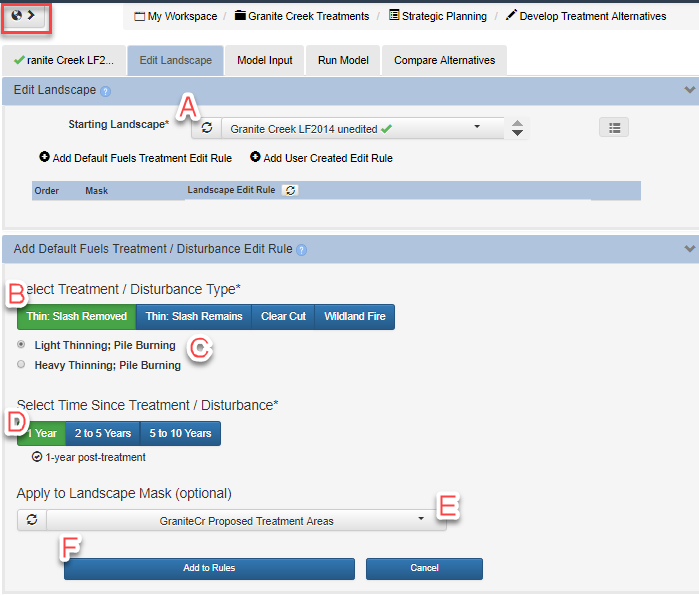 My Workspace / Granite Creek Treatments / Strategic Planning / Develop Treatment Alternatives
ranite Creek LF2... Edit Landscape Model Input Run Model Compare Alternatives
Edit Landscape ?
A
Starting Landscape* Granite Creek LF2014 unedited
Add Default Fuels Treatment Edit Rule Add User Created Edit Rule
Order Mask Landscape Edit Rule
Add Default Fuels Treatment / Disturbance Edit Rule ?
B elect Treatment / Disturbance Type*
Thin: Slash Removed Thin: Slash Remains Clear Cut Wildland Fire
Light Thinning; Pile Burning C
Heavy Thinning; Pile Burning
Select Time Since Treatment / Disturbance*
D 1 Year 2 to 5 Years 5 to 10 Years
1-year post-treatment
Apply to Landscape Mask (optional)
GraniteCr Proposed Treatment Areas E
F
Add to Rules Cancel